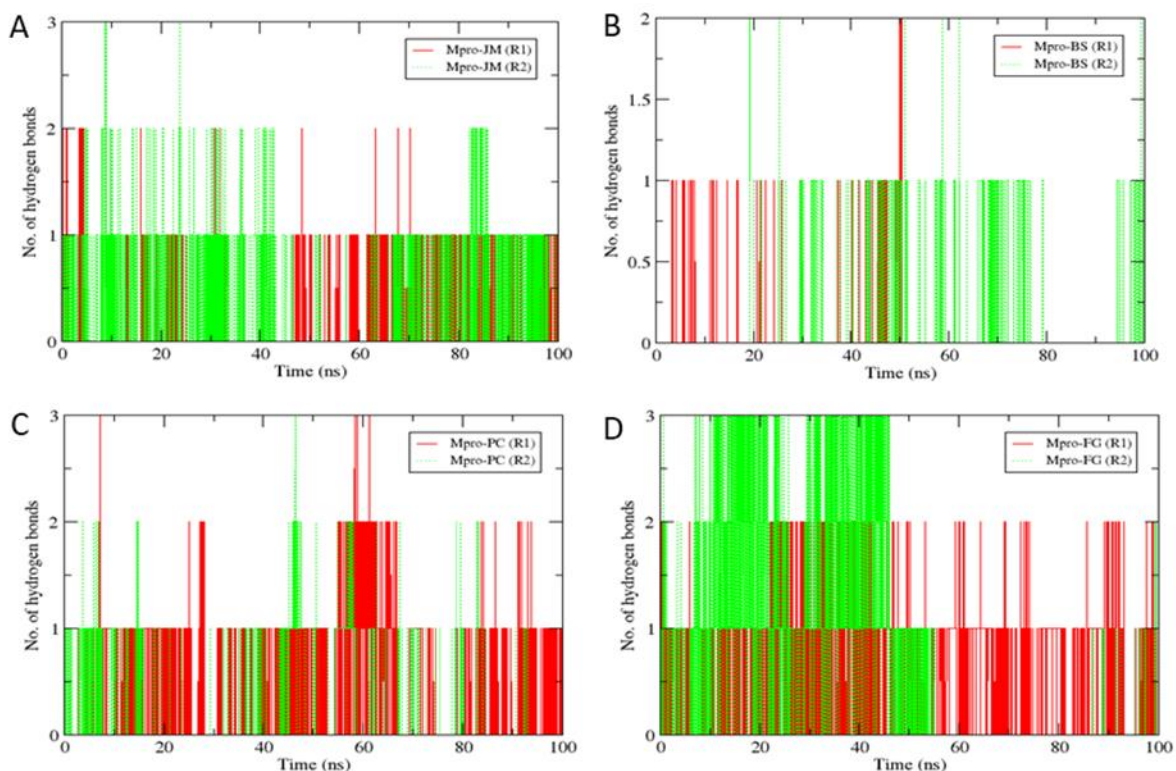 A
Mpro-JM (R1)
Mpro-JM (R2)
No. of hydrogen bonds
3
2
1
0
0 20 40 60 80 100
Time (ns)
B
Mpro-BS (R1)
Mpro-BS (R2)
No. of hydrogen bonds
2
1.5
1
0.5
0
0 20 40 60 80 100
Time (ns)
C
Mpro-PC (R1)
Mpro-PC (R2)
No. of hydrogen bonds
3
2
1
0
0 20 40 60 80 100
Time (ns)
D
Mpro-FG (R1)
Mpro-FG (R2)
No. of hydrogen bonds
3
2
1
0
0 20 40 60 80 100
Time (ns)